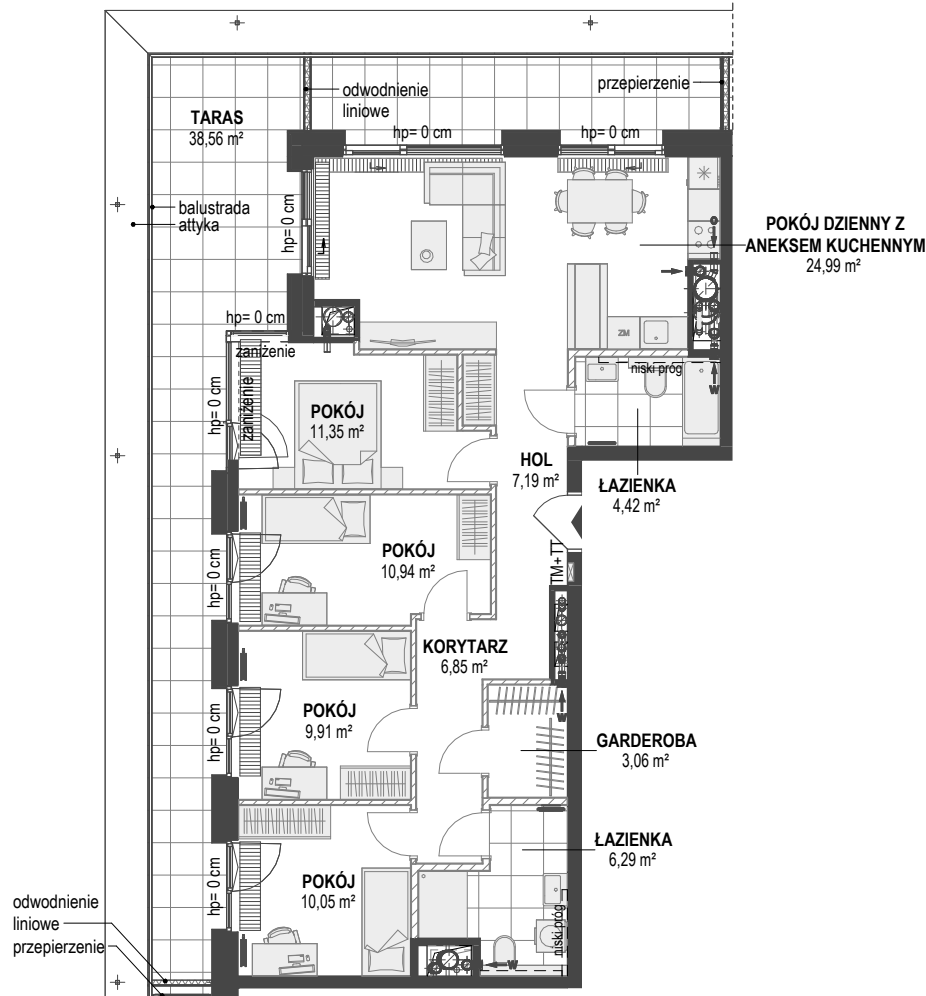 odwodnienie
liniowe
przepierzenie
TARAS
38,56 m²
hp= 0 cm
hp= 0 cm
balustrada
attyka
hp= 0 cm
POKÓJ DZIENNY Z
ANEKSEM KUCHENNYM
24,99 m²
hp= 0 cm
zaniżenie
ZM
niski próg
W
hp= 0 cm
zaniżenie
POKÓJ
11,35 m²
HOL
7,19 m²
ŁAZIENKA
4,42 m²
POKÓJ
10,94 m²
hp= 0 cm
TM+TT
KORYTARZ
6,85 m²
W
POKÓJ
9,91 m²
hp= 0 cm
GARDEROBA
3,06 m²
ŁAZIENKA
6,29 m²
POKÓJ
10,05 m²
hp= 0 cm
niski próg
W
odwodnienie
liniowe
przepierzenie